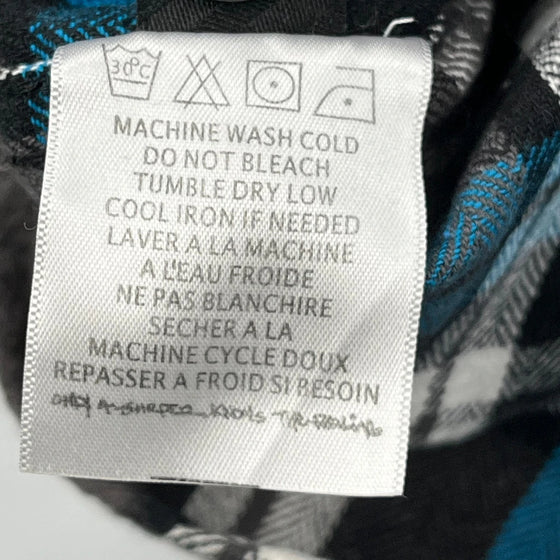 30°C
MACHINE WASH COLD
DO NOT BLEACH
TUMBLE DRY LOW
COOL IRON IF NEEDED
LAVER A LA MACHINE
A L'EAU FROIDE
NE PAS BLANCHIRE
SECHER A LA
MACHINE CYCLE DOUX
REPASSER A FROID SI BESOIN
ONLY A